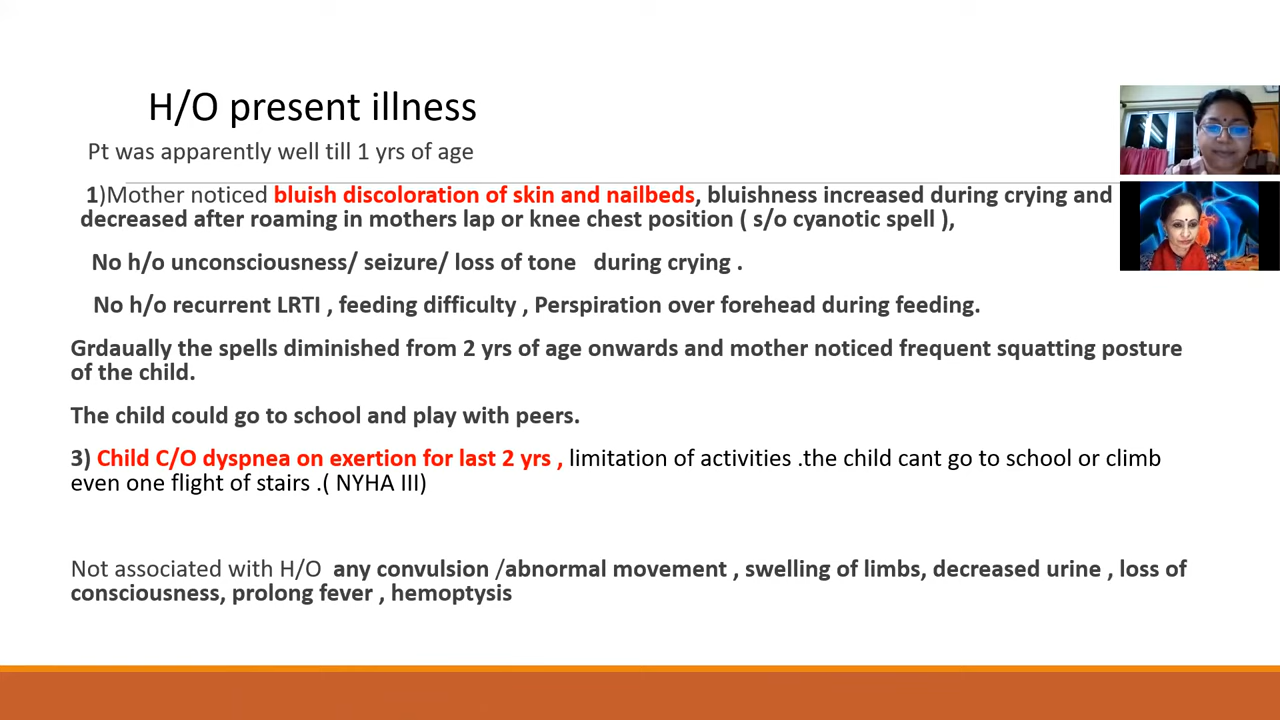 H/O present illness
Pt was apparently well till 1 yrs of age
1)Mother noticed bluish discoloration of skin and nailbeds, bluishness increased during crying and
decreased after roaming in mothers lap or knee chest position ( s/o cyanotic spell ),
No h/o unconsciousness/ seizure/ loss of tone during crying .
No h/o recurrent LRTI , feeding difficulty , Perspiration over forehead during feeding.
Grdaually the spells diminished from 2 yrs of age onwards and mother noticed frequent squatting posture
of the child.
The child could go to school and play with peers.
3) Child C/O dyspnea on exertion for last 2 yrs , limitation of activities .the child cant go to school or climb
even one flight of stairs .( NYHA III)
Not associated with H/O any convulsion /abnormal movement , swelling of limbs, decreased urine , loss of
consciousness, prolong fever , hemoptysis